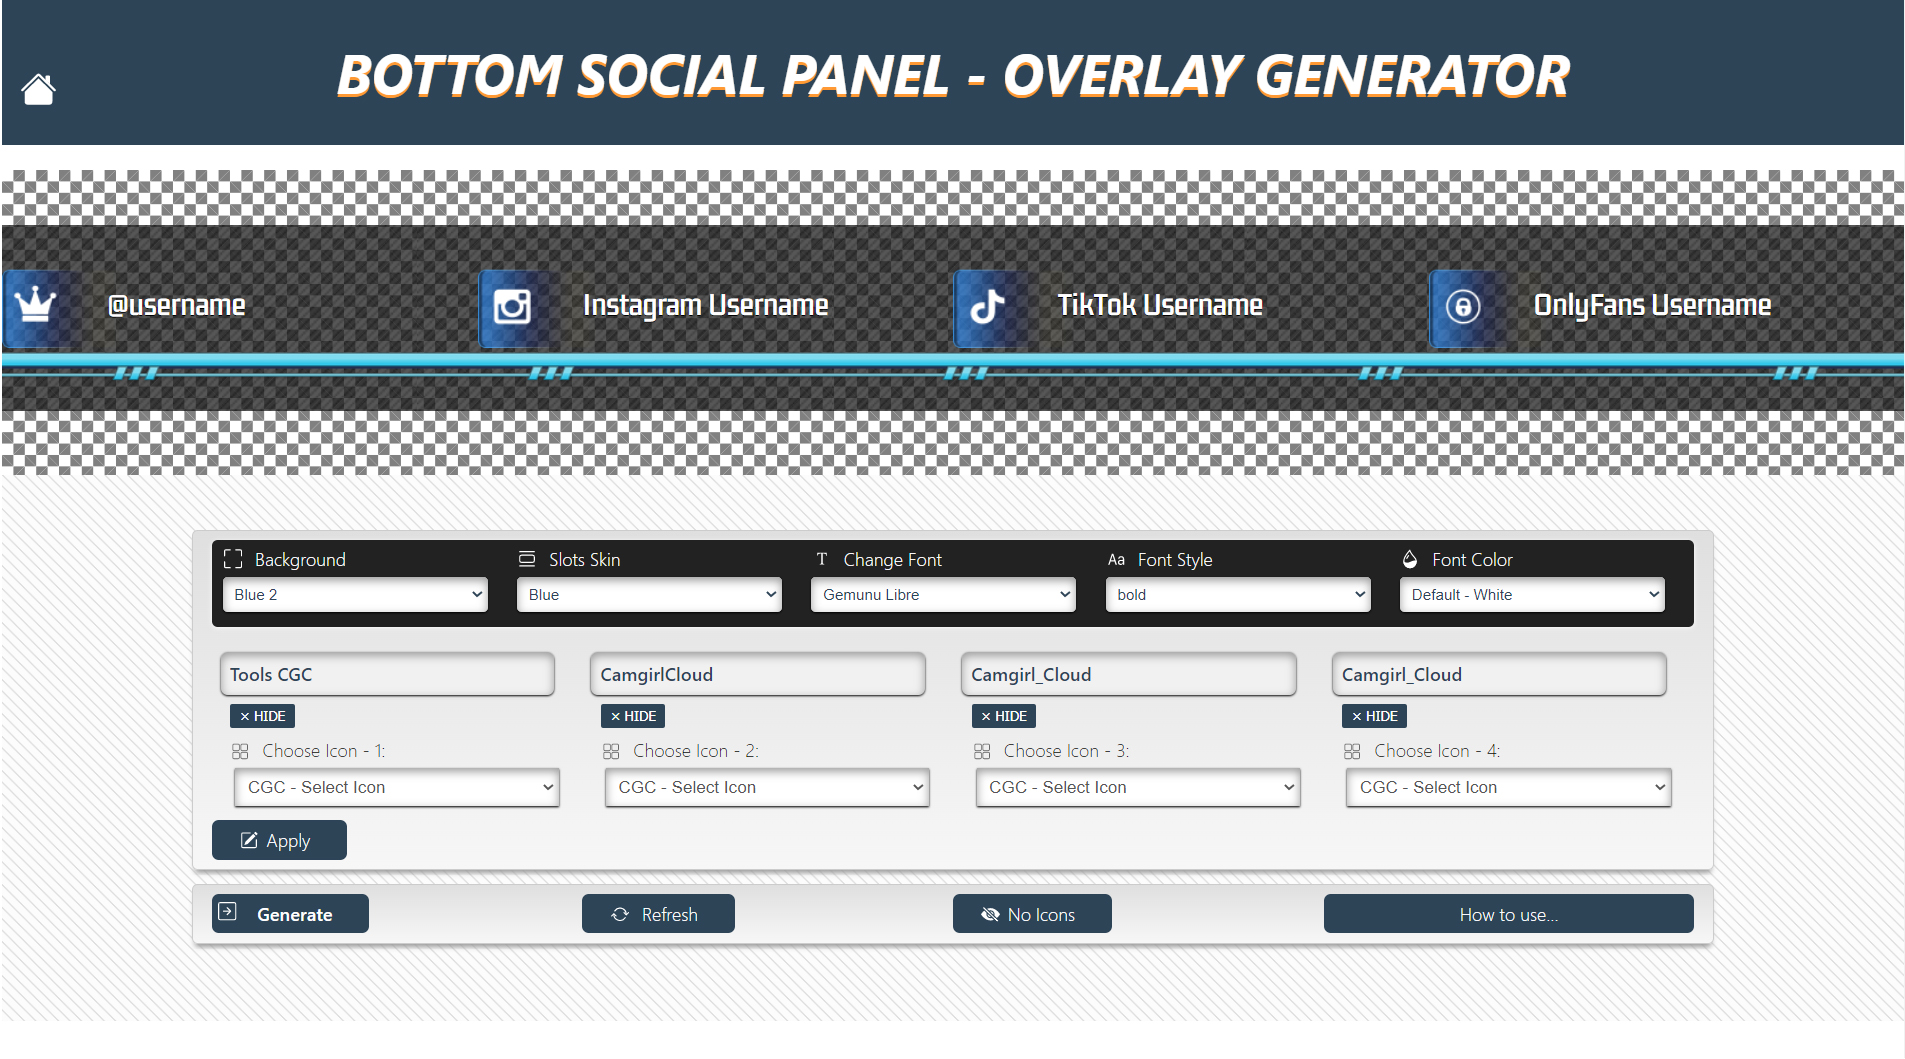 BOTTOM SOCIAL PANEL - OVERLAY GENERATOR
@username
Instagram Username
TikTok Username
OnlyFans Username
Background
Slots Skin
T Change Font
Aa Font Style
Font Color
Blue 2
Blue
Gemunu Libre
bold
Default - White
Tools CGC
CamgirlCloud
Camgirl_Cloud
Camgirl_Cloud
× HIDE
× HIDE
× HIDE
× HIDE
Choose Icon - 1:
Choose Icon - 2:
Choose Icon - 3:
Choose Icon - 4:
CGC - Select Icon
CGC - Select Icon
CGC - Select Icon
CGC - Select Icon
Apply
Generate
Refresh
No Icons
How to use...